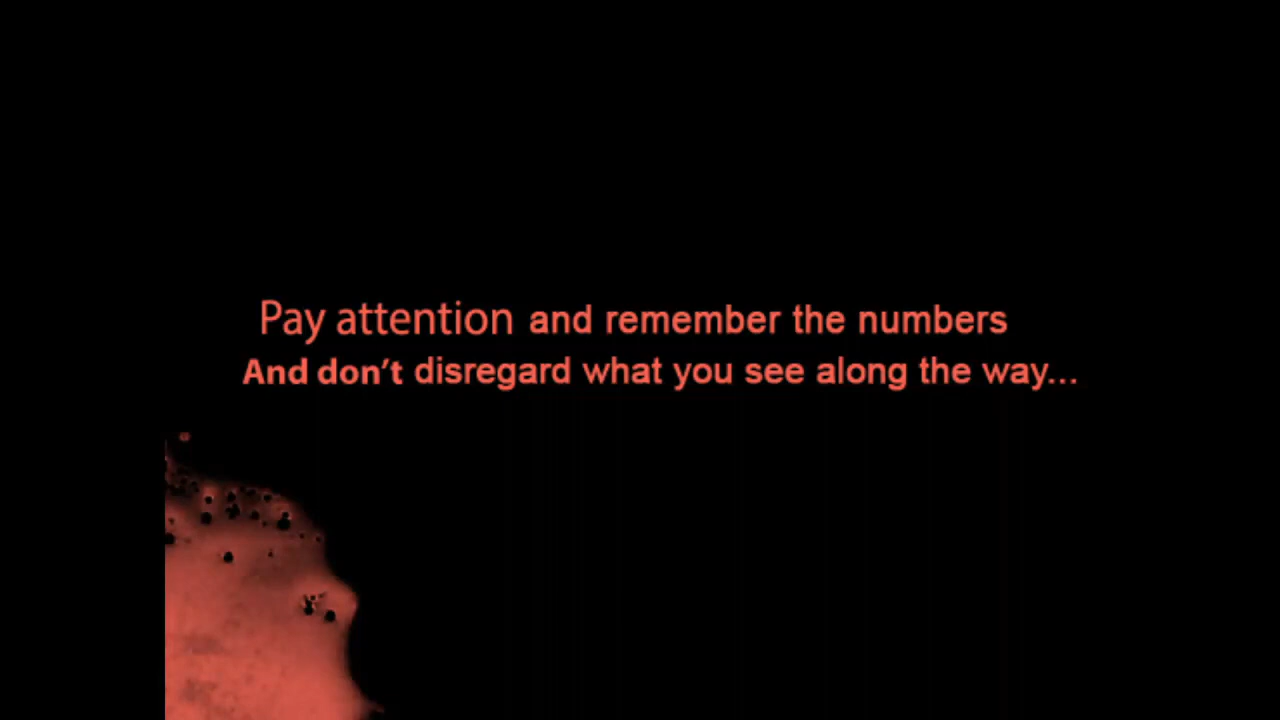 Pay attention and remember the numbers
And don't disregard what you see along the way...